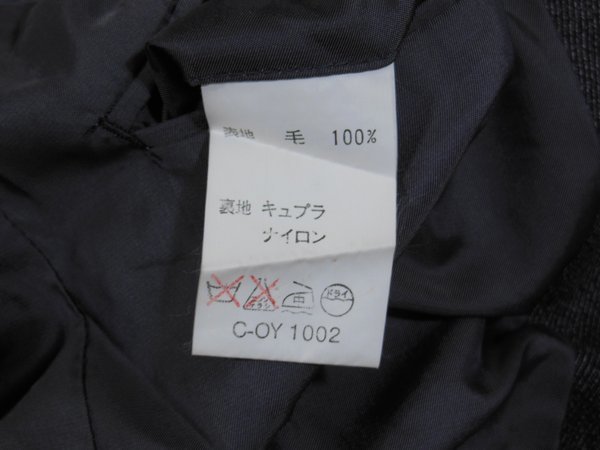 表地 毛 100%
裏地 キュプラ
ナイロン
中
ドライ
C-OY 1002